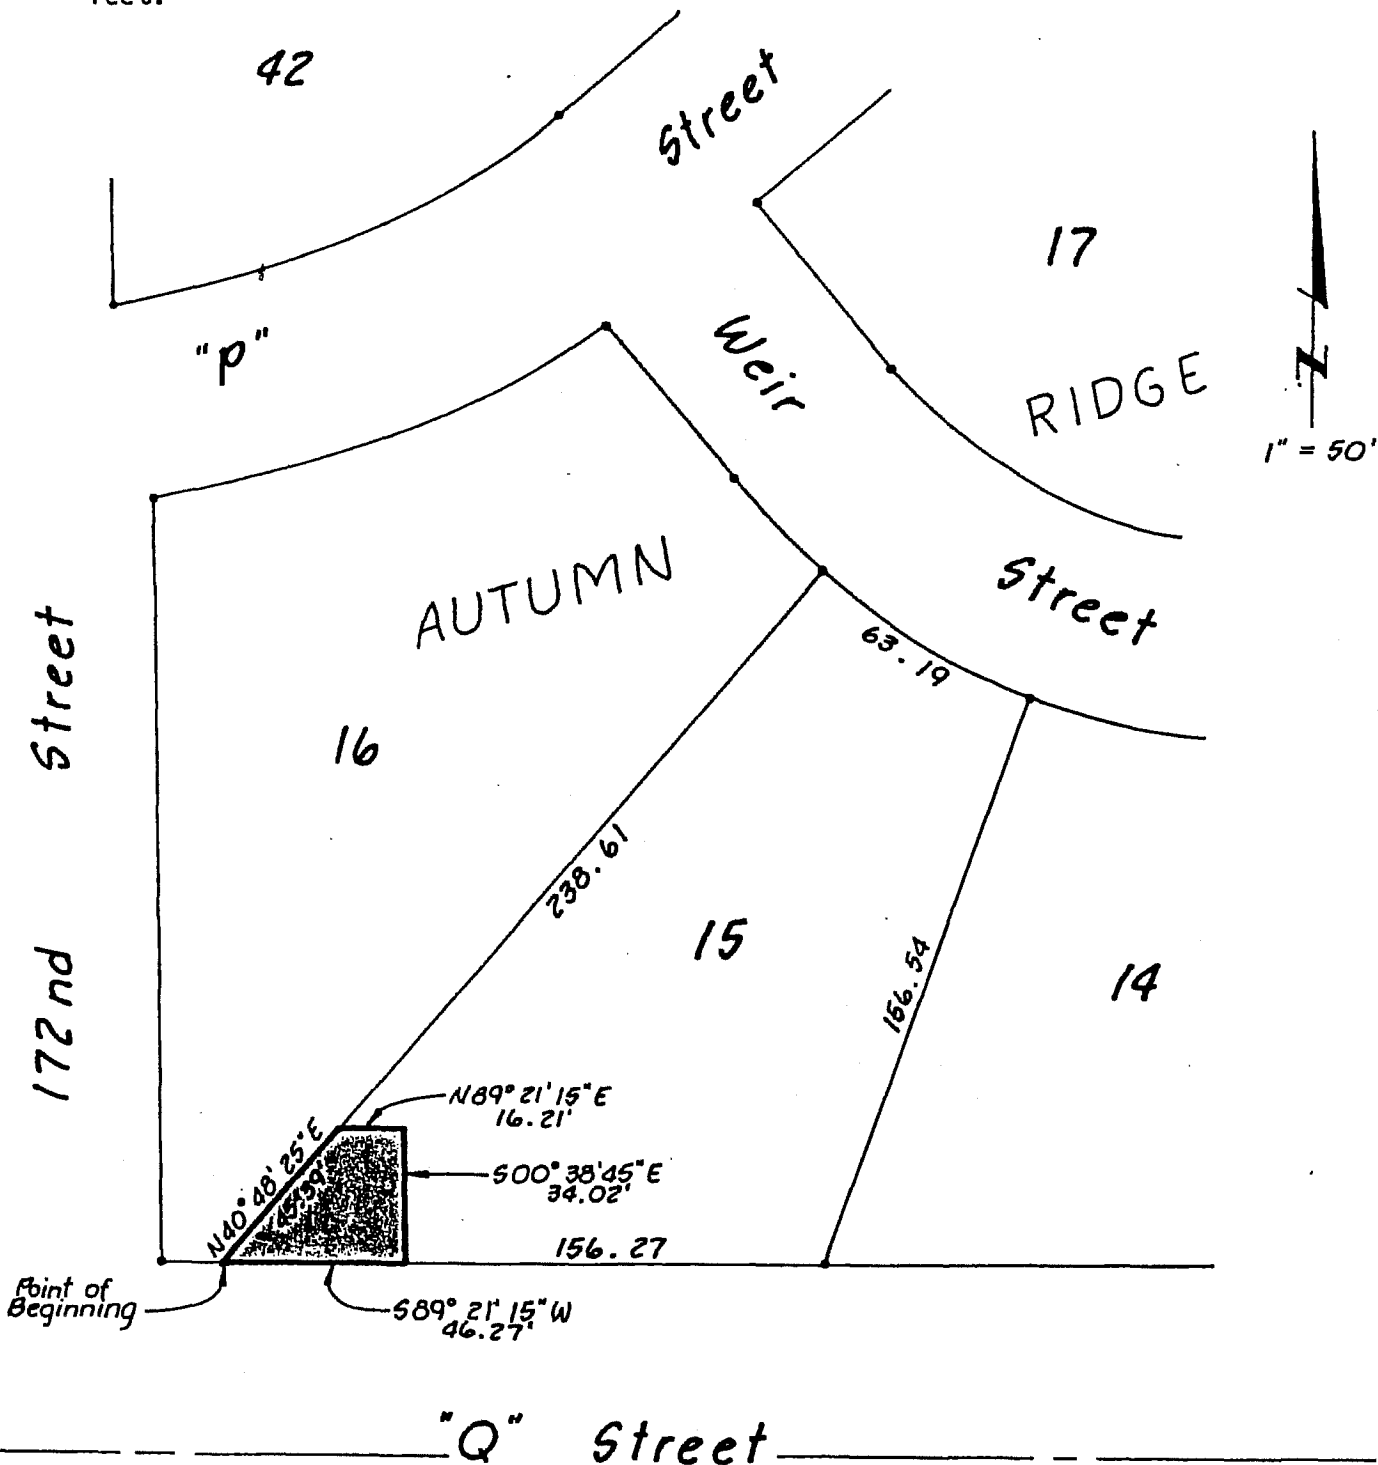 42
Street
17
"P"
Weir
RIDGE
1" = 50'
N
AUTUMN
Street
63.19
Street
16
238.61
15
156.54
14
172nd
N89° 21' 15" E
16.21'
N40° 48' 25" E
45.39'
S00° 38' 45" E
34.02'
156.27
Point of
Beginning
S89° 21' 15" W
46.27'
"Q" Street